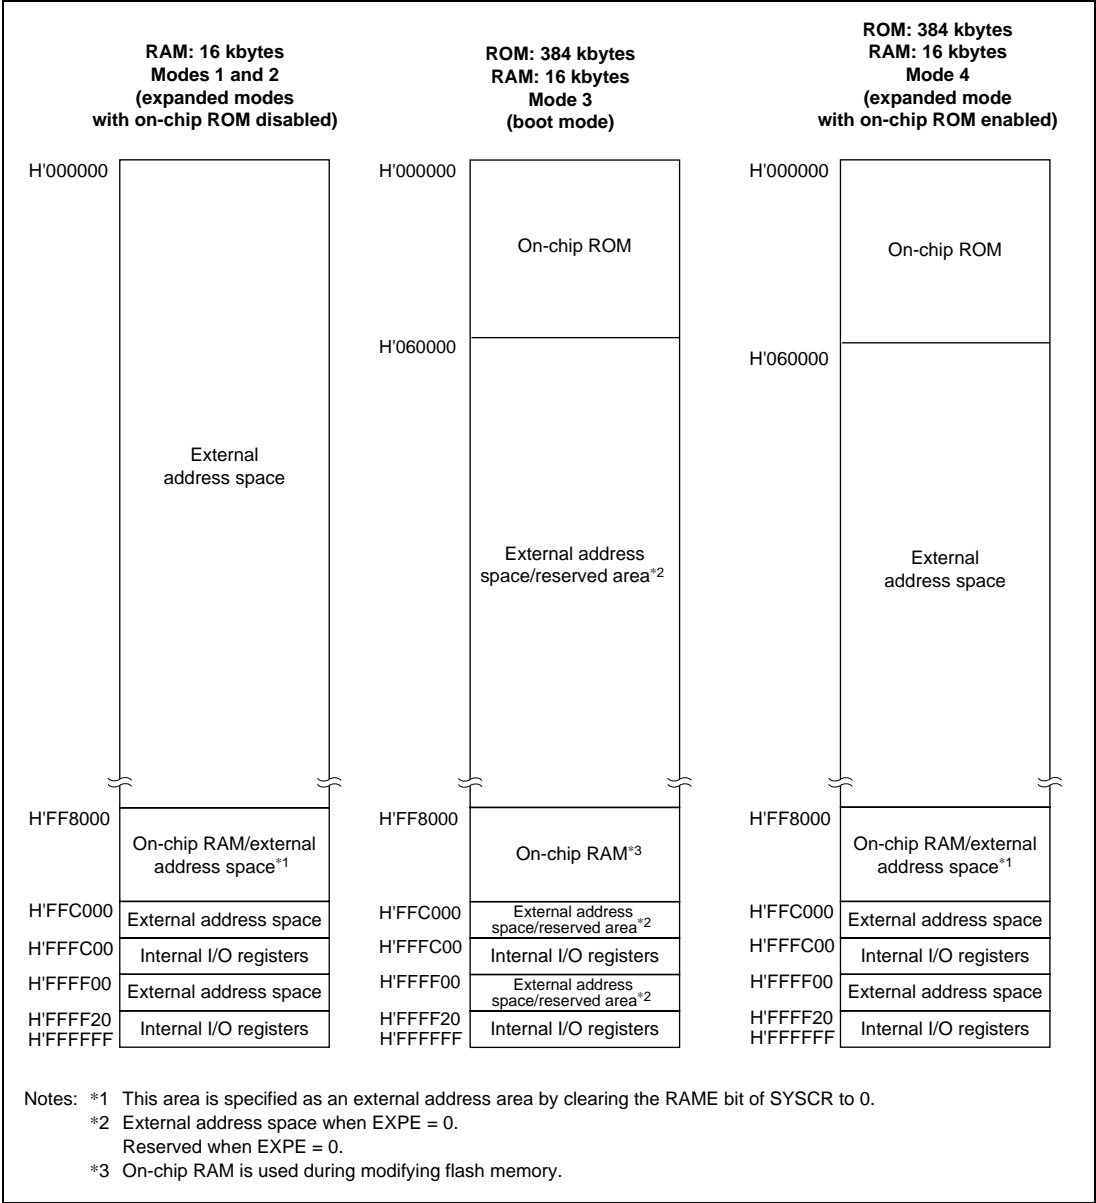 RAM: 16 kbytes
Modes 1 and 2
(expanded modes
with on-chip ROM disabled)
H'000000
External
address space
H'FF8000
On-chip RAM/external
address space*1
H'FFC000
External address space
H'FFFC00
Internal I/O registers
H'FFFF00
External address space
H'FFFF20
Internal I/O registers
H'FFFFFF
ROM: 384 kbytes
RAM: 16 kbytes
Mode 3
(boot mode)
H'000000
On-chip ROM
H'060000
External address
space/reserved area*2
H'FF8000
On-chip RAM*3
H'FFC000
External address
space/reserved area*2
H'FFFC00
Internal I/O registers
H'FFFF00
External address
space/reserved area*2
H'FFFF20
Internal I/O registers
H'FFFFFF
ROM: 384 kbytes
RAM: 16 kbytes
Mode 4
(expanded mode
with on-chip ROM enabled)
H'000000
On-chip ROM
H'060000
External
address space
H'FF8000
On-chip RAM/external
address space*1
H'FFC000
External address space
H'FFFC00
Internal I/O registers
H'FFFF00
External address space
H'FFFF20
Internal I/O registers
H'FFFFFF
Notes: *1 This area is specified as an external address area by clearing the RAME bit of SYSCR to 0.
*2 External address space when EXPE = 0.
Reserved when EXPE = 0.
*3 On-chip RAM is used during modifying flash memory.